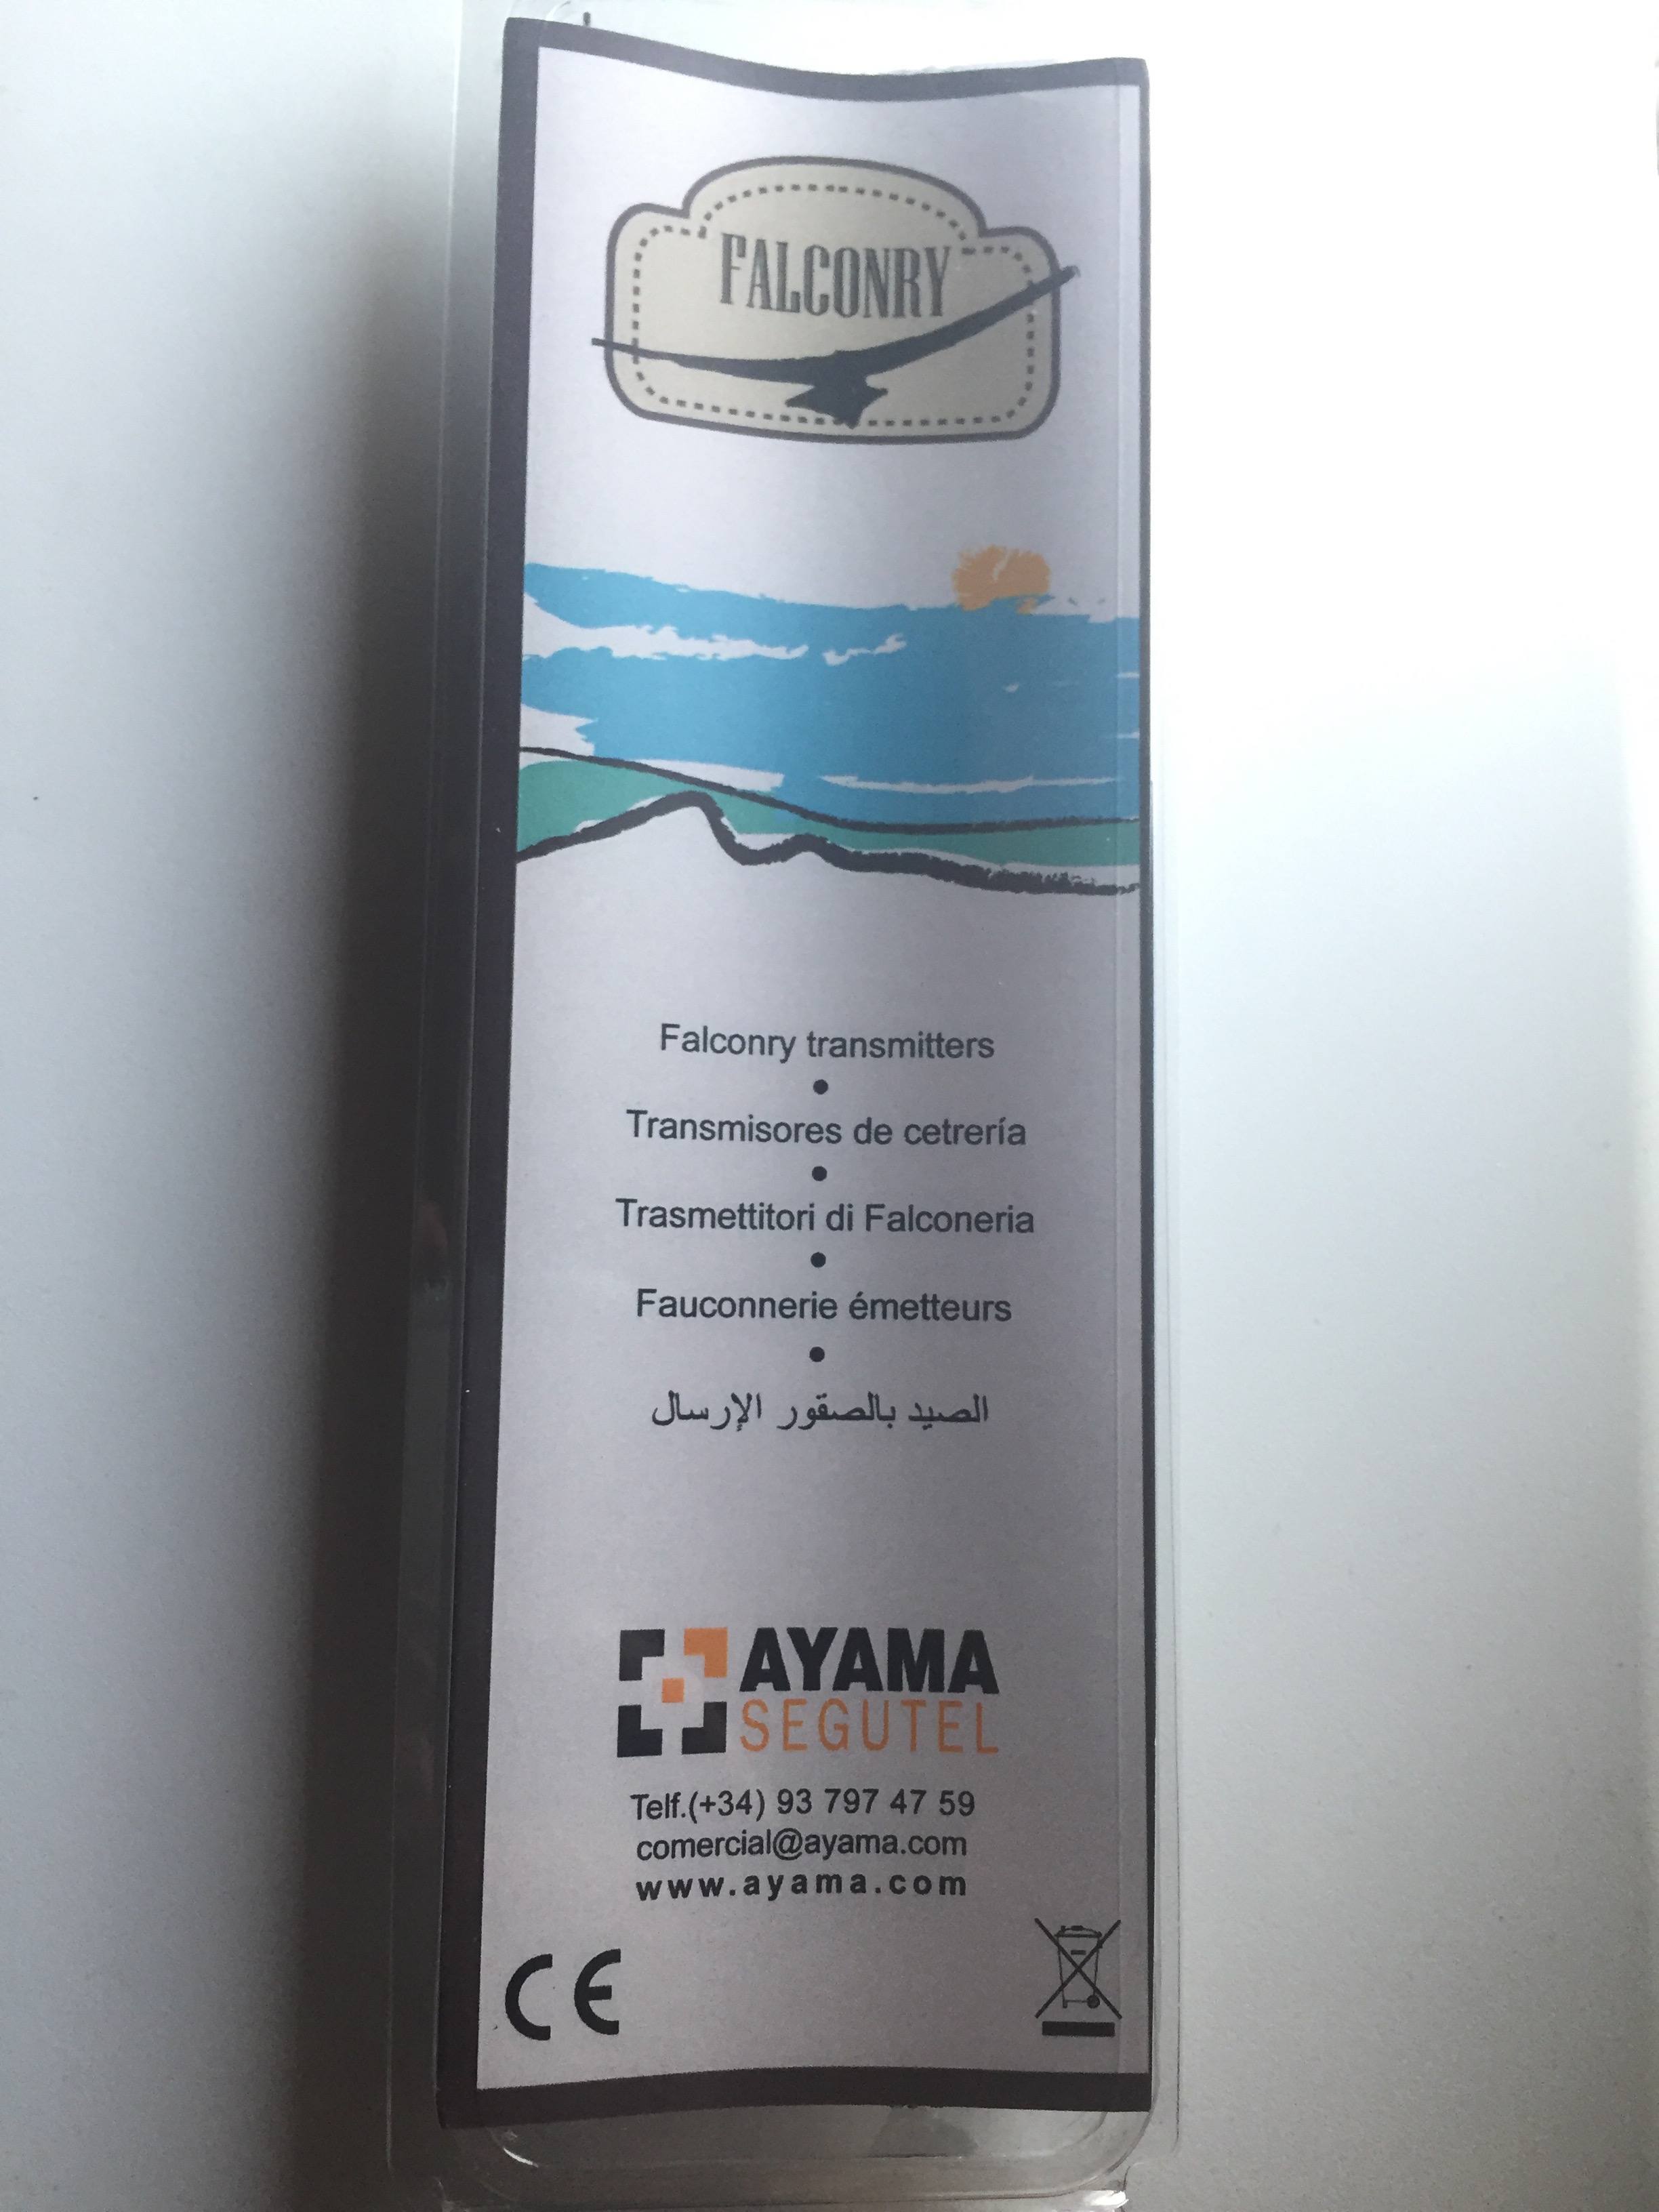 FALCONRY
Falconry transmitters
•
Transmisores de cetrería
•
Trasmettitori di Falconeria
•
Fauconnerie émetteurs
•
الصيد بالصقور الإرسال
AYAMA
SEGUTEL
Telf.(+34) 93 797 47 59
comercial@ayama.com
www.ayama.com
CE